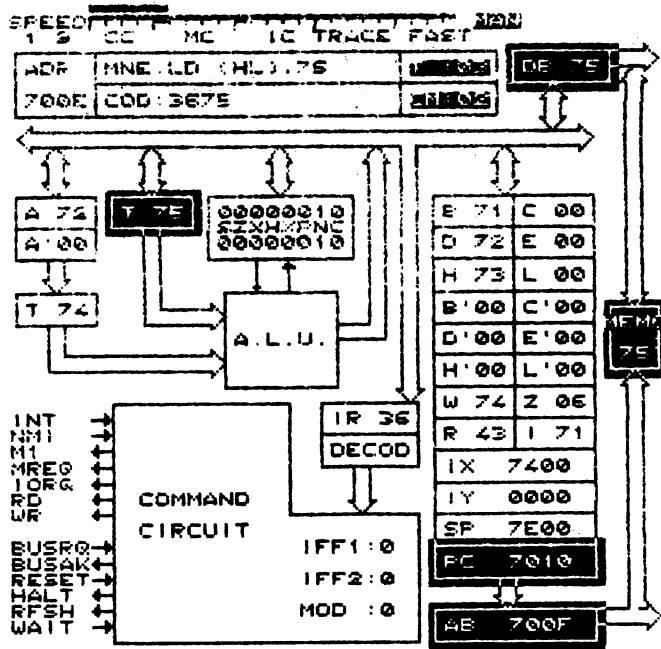 SPEED
1 9 CC MC IC TRACE FAST MAN
ADR MNE.LD (HL).75
700E COD:3675
DB 75
A 72
A'00
T 75
00000010
SZXHXPNC
00000010
T 74
A.L.U.
B 71 C 00
D 72 E 00
H 73 L 00
B'00 C'00
D'00 E'00
H'00 L'00
W 74 Z 06
R 43 I 71
IX 7400
IY 0000
SP 7E00
PC 7010
AB 700F
MEMO
75
IR 36
DECOD
INT
NMI
M1
MREQ
IORQ
RD
WR
BUSRQ
BUSAK
RESET
HALT
RFSH
WAIT
COMMAND
CIRCUIT
IFF1:0
IFF2:0
MOD :0